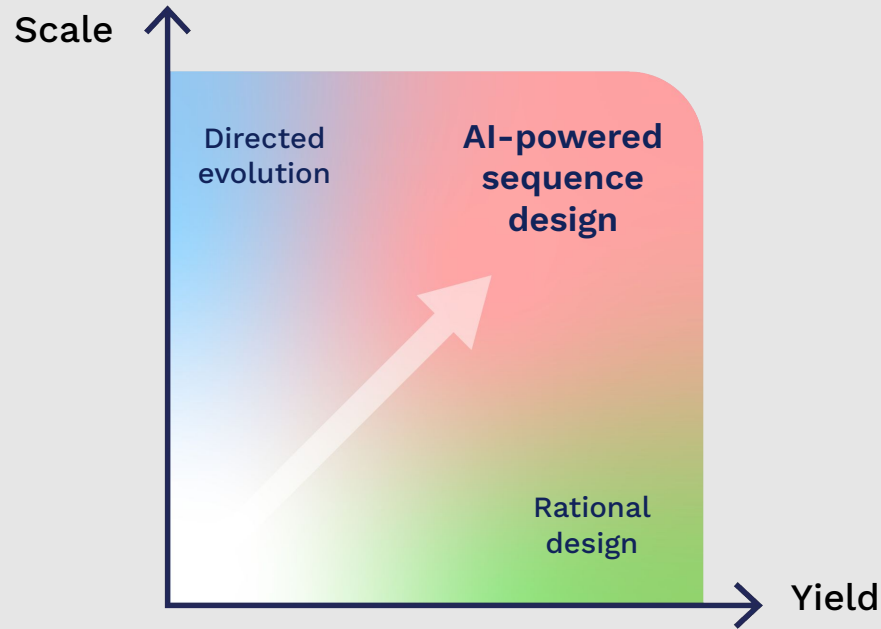 Scale
Directed
evolution
AI-powered
sequence
design
Rational
design
Yield